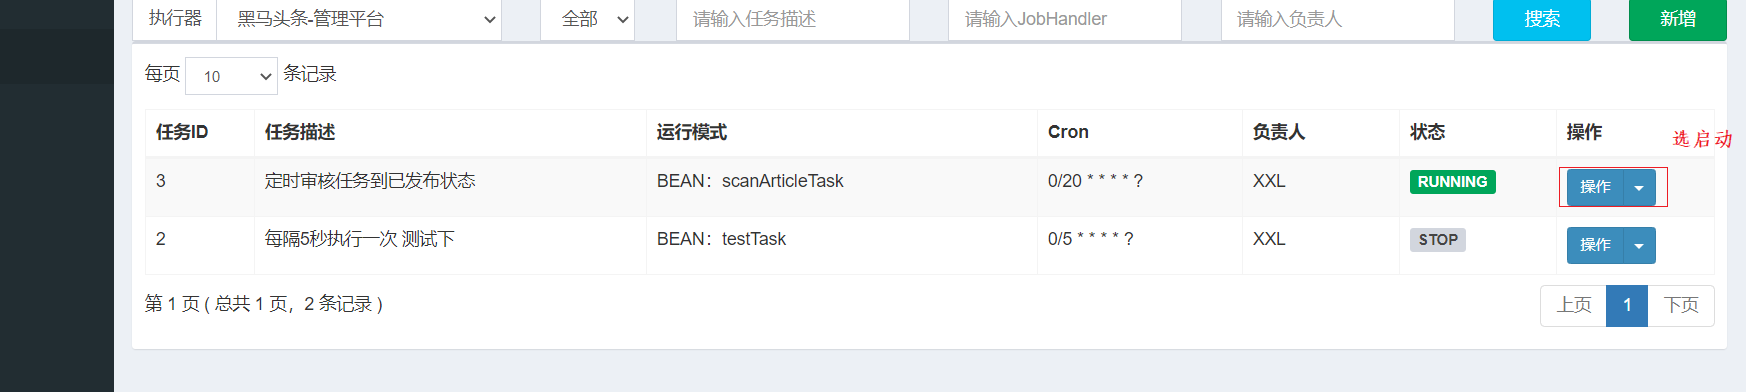 执行器 黑马头条-管理平台 全部 请输入任务描述 请输入JobHandler 请输入负责人 搜索 新增
每页 10 条记录
任务ID 任务描述 运行模式 Cron 负责人 状态 操作
选启动
3 定时审核任务到已发布状态 BEAN：scanArticleTask 0/20 * * * * ? XXL RUNNING 操作
2 每隔5秒执行一次 测试下 BEAN：testTask 0/5 * * * * ? XXL STOP 操作
第 1 页 ( 总共 1 页，2 条记录 ) 上页 1 下页